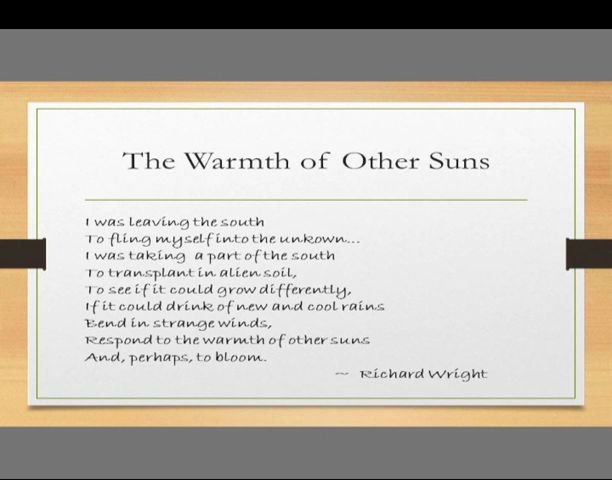 The Warmth of Other Suns
I was leaving the south
To fling myself into the unkown...
I was taking a part of the south
To transplant in alien soil,
To see if it could grow differently,
If it could drink of new and cool rains
Bend in strange winds,
Respond to the warmth of other suns
And, perhaps, to bloom.
~ Richard Wright